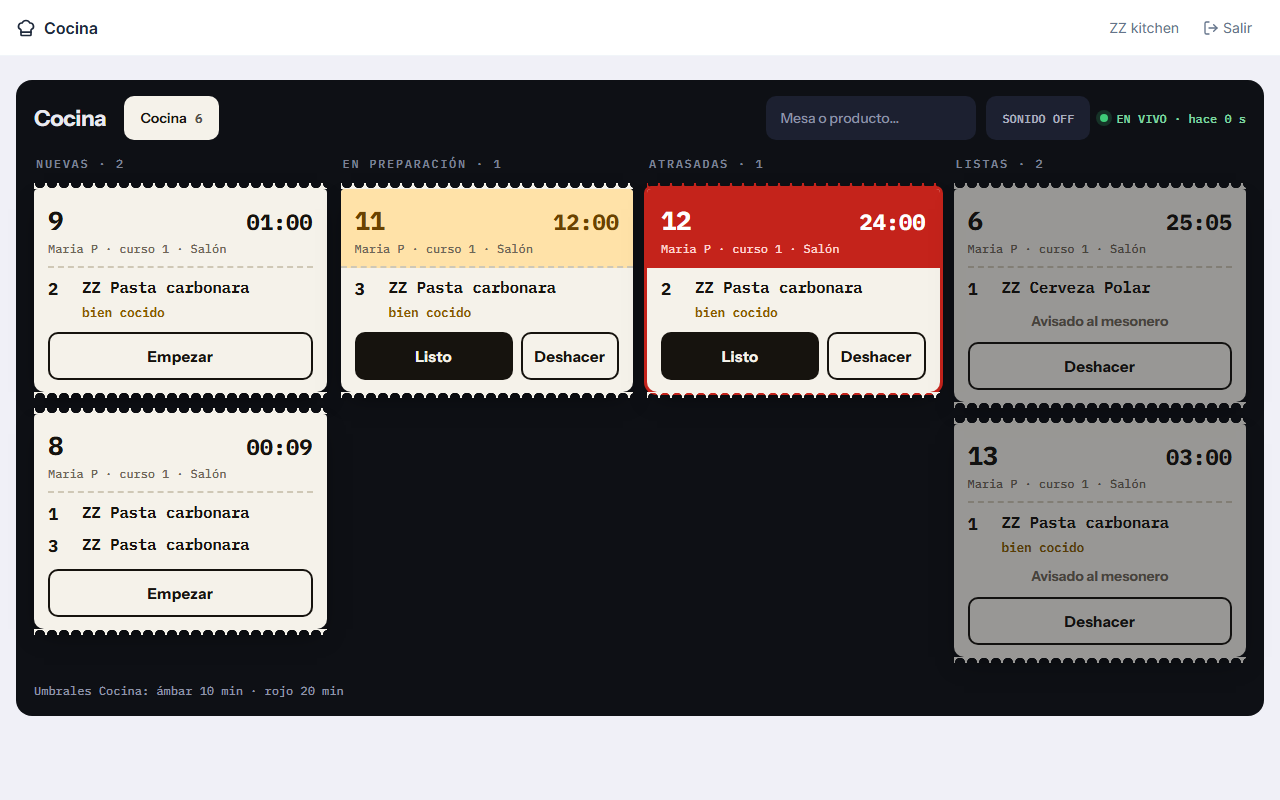 Cocina
ZZ kitchen
Salir
Cocina
Cocina 6
Mesa o producto...
SONIDO OFF
EN VIVO · hace 0 s
NUEVAS · 2
9 01:00
Maria P · curso 1 · Salón
2 ZZ Pasta carbonara
bien cocido
Empezar
8 00:09
Maria P · curso 1 · Salón
1 ZZ Pasta carbonara
3 ZZ Pasta carbonara
Empezar
EN PREPARACIÓN · 1
11 12:00
Maria P · curso 1 · Salón
3 ZZ Pasta carbonara
bien cocido
Listo Deshacer
ATRASADAS · 1
12 24:00
Maria P · curso 1 · Salón
2 ZZ Pasta carbonara
bien cocido
Listo Deshacer
LISTAS · 2
6 25:05
Maria P · curso 1 · Salón
1 ZZ Cerveza Polar
Avisado al mesonero
Deshacer
13 03:00
Maria P · curso 1 · Salón
1 ZZ Pasta carbonara
bien cocido
Avisado al mesonero
Deshacer
Umbrales Cocina: ámbar 10 min · rojo 20 min